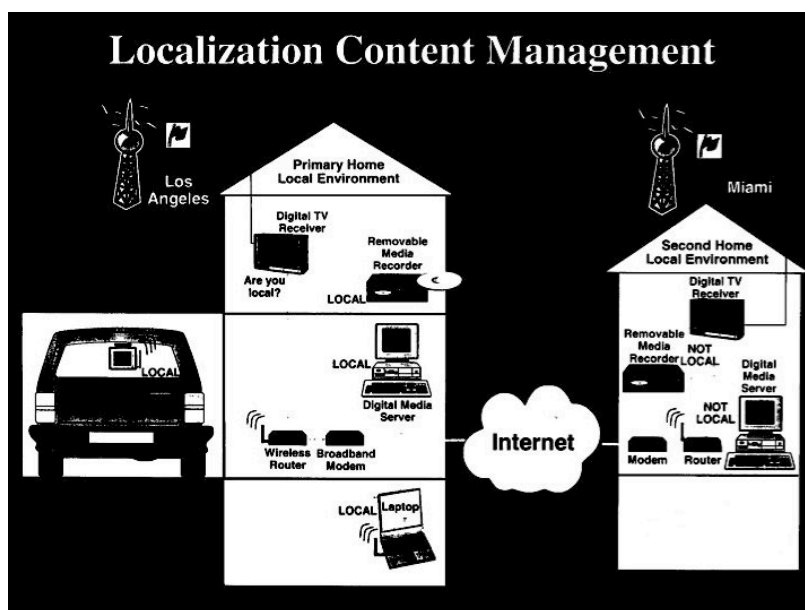 Localization Content Management
Los
Angeles
Primary Home
Local Environment
Digital TV
Receiver
Are you
local?
Removable
Media
Recorder
LOCAL
LOCAL
LOCAL
Digital Media
Server
Wireless
Router
Broadband
Modem
LOCAL
Laptop
Internet
Miami
Second Home
Local Environment
Digital TV
Receiver
Removable
Media
Recorder
NOT
LOCAL
Digital
Media
Server
NOT
LOCAL
Modem
Router